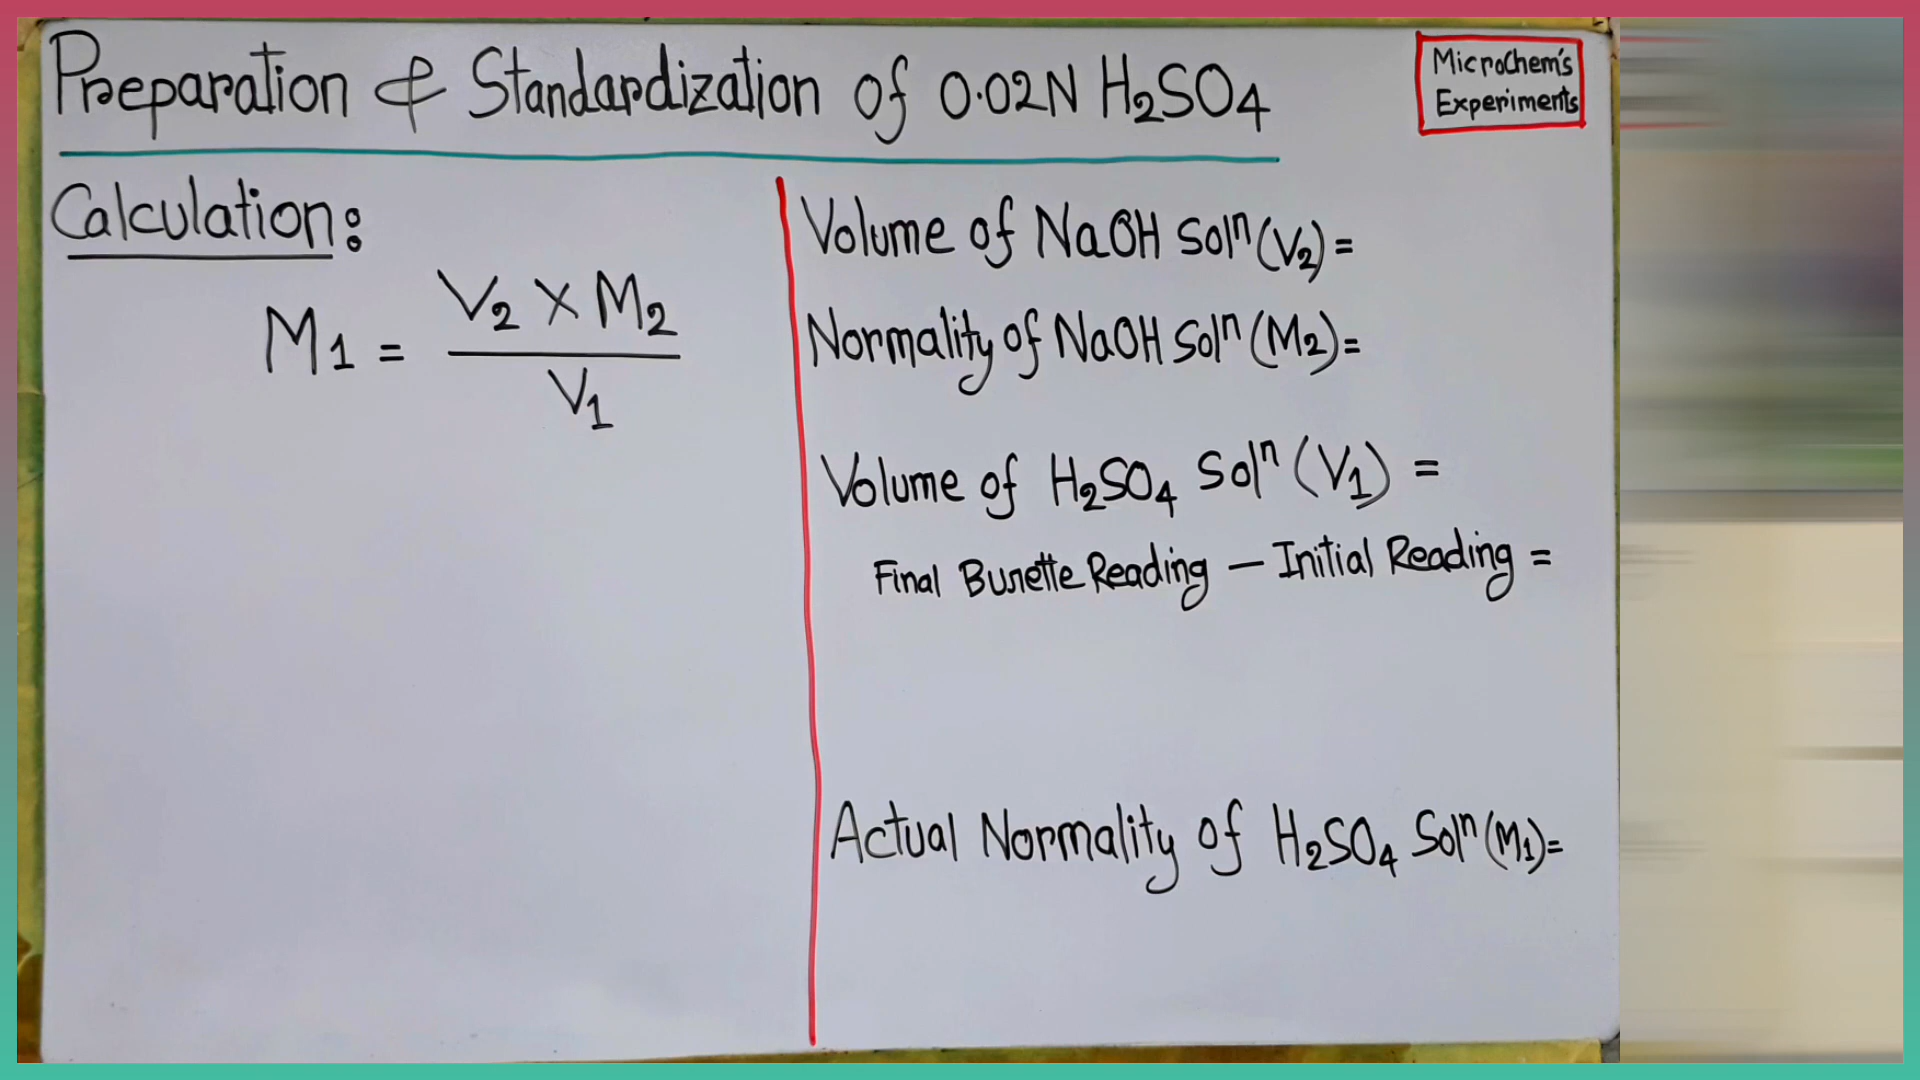 Preparation & Standardization of 0.02N H₂SO₄
MicroChem's
Experiments
Calculation:
M₁ = V₂ × M₂
V₁
Volume of NaOH Solⁿ (V₂) =
Normality of NaOH Solⁿ (M₂) =
Volume of H₂SO₄ Solⁿ (V₁) =
Final Burette Reading — Initial Reading =
Actual Normality of H₂SO₄ Solⁿ (M₁) =